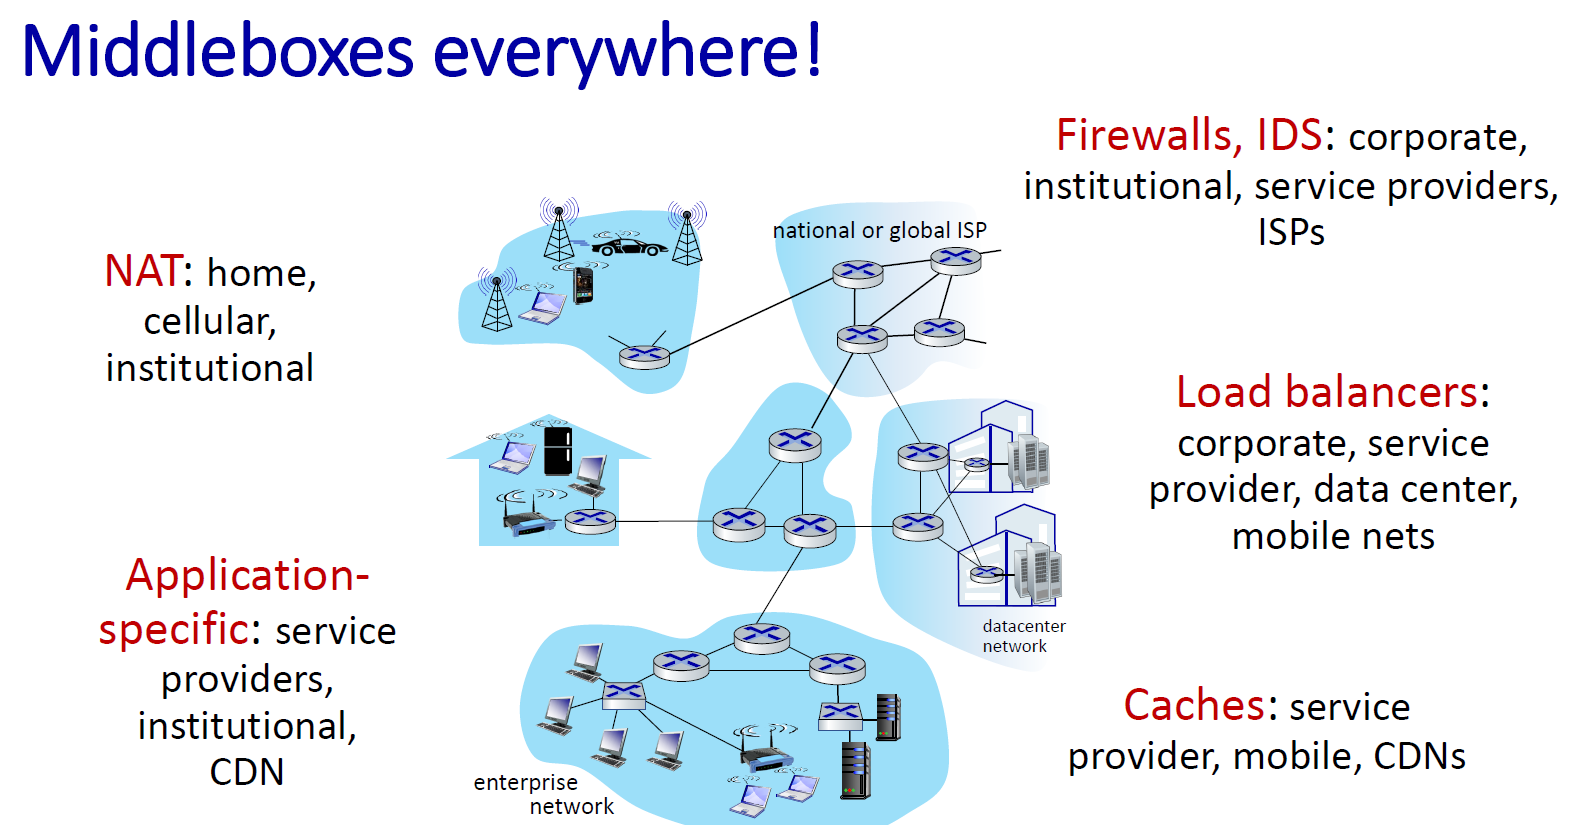 Middleboxes everywhere!
NAT: home,
cellular,
institutional
Application-
specific: service
providers,
institutional,
CDN
national or global ISP
datacenter
network
enterprise
network
Firewalls, IDS: corporate,
institutional, service providers,
ISPs
Load balancers:
corporate, service
provider, data center,
mobile nets
Caches: service
provider, mobile, CDNs